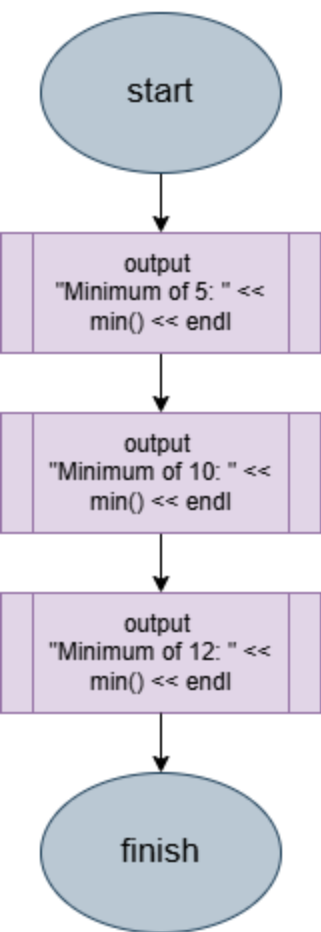 start
output
"Minimum of 5: " <<
min() << endl
output
"Minimum of 10: " <<
min() << endl
output
"Minimum of 12: " <<
min() << endl
finish